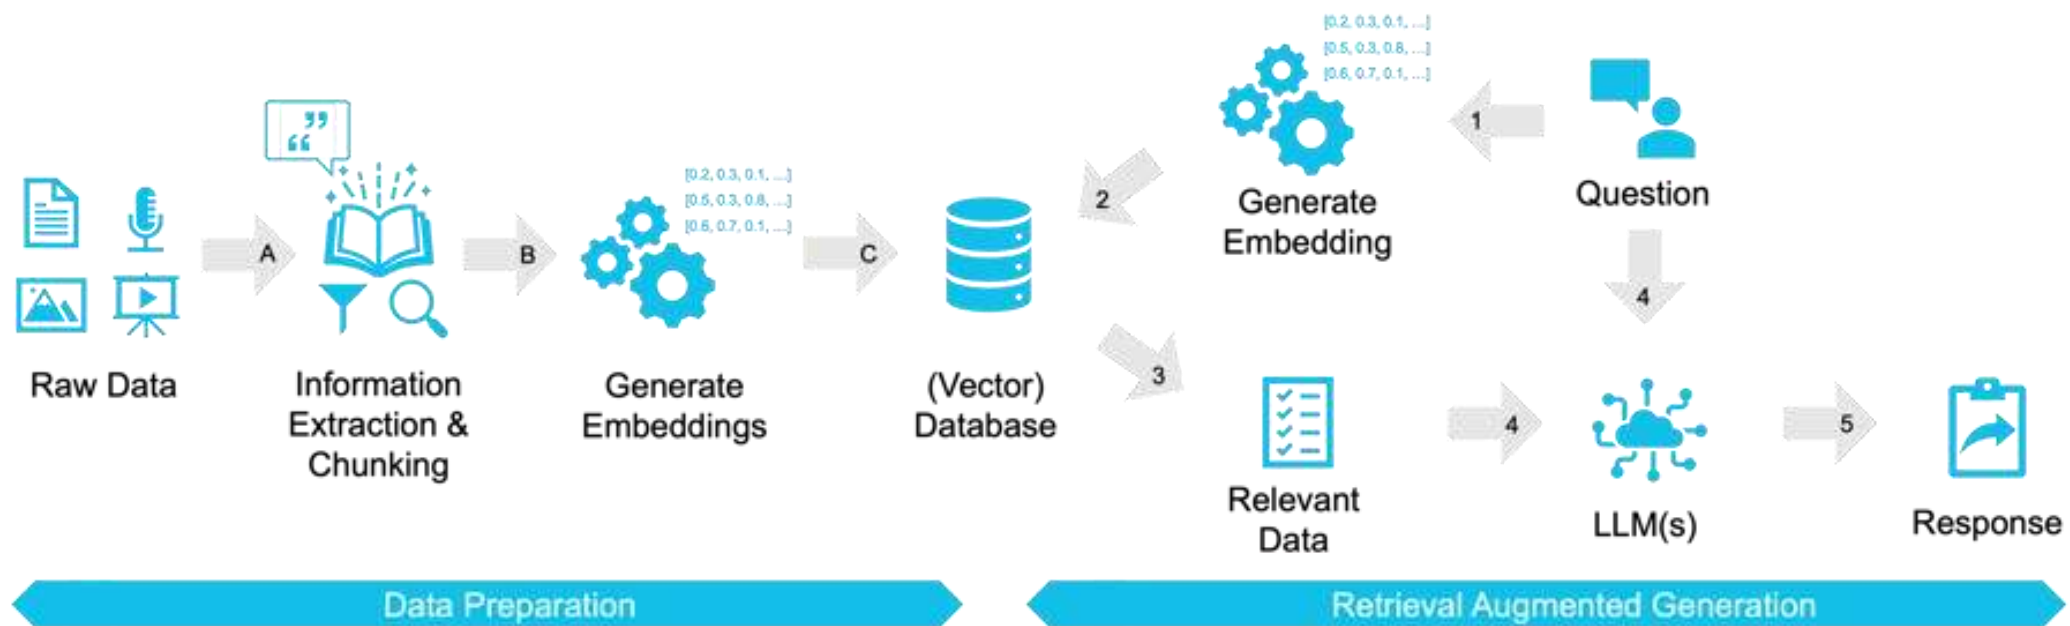 [0.2, 0.3, 0.1, ...]
[0.5, 0.3, 0.8, ...]
[0.6, 0.7, 0.1, ...]
1
2
Generate
Embedding
Question
4
”
“
[0.2, 0.3, 0.1, ...]
[0.5, 0.3, 0.8, ...]
[0.6, 0.7, 0.1, ...]
A
B
C
3
4
5
Raw Data
Information
Extraction &
Chunking
Generate
Embeddings
(Vector)
Database
Relevant
Data
LLM(s)
Response
Data Preparation
Retrieval Augmented Generation